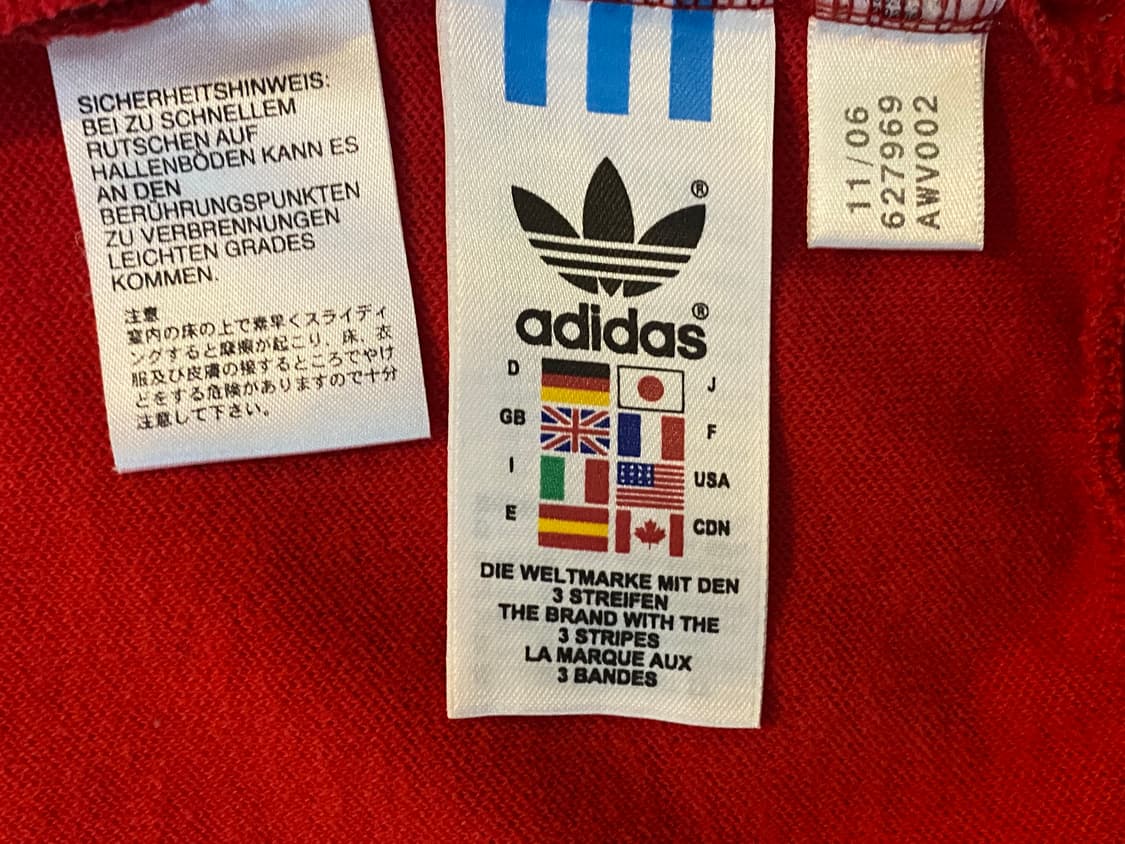 SICHERHEITSHINWEIS:
BEI ZU SCHNELLEM
RUTSCHEN AUF
HALLENBÖDEN KANN ES
AN DEN
BERÜHRUNGSPUNKTEN
ZU VERBRENNUNGEN
LEICHTEN GRADES
KOMMEN.
注意
室内の床の上で素早くスライディ
ングすると摩擦が起こり、床、衣
服及び皮膚の接するところでやけ
どをする危険がありますので十分
注意して下さい。
®
adidas®
D J
GB F
I USA
E CDN
DIE WELTMARKE MIT DEN
3 STREIFEN
THE BRAND WITH THE
3 STRIPES
LA MARQUE AUX
3 BANDES
11/06
627969
AWV002